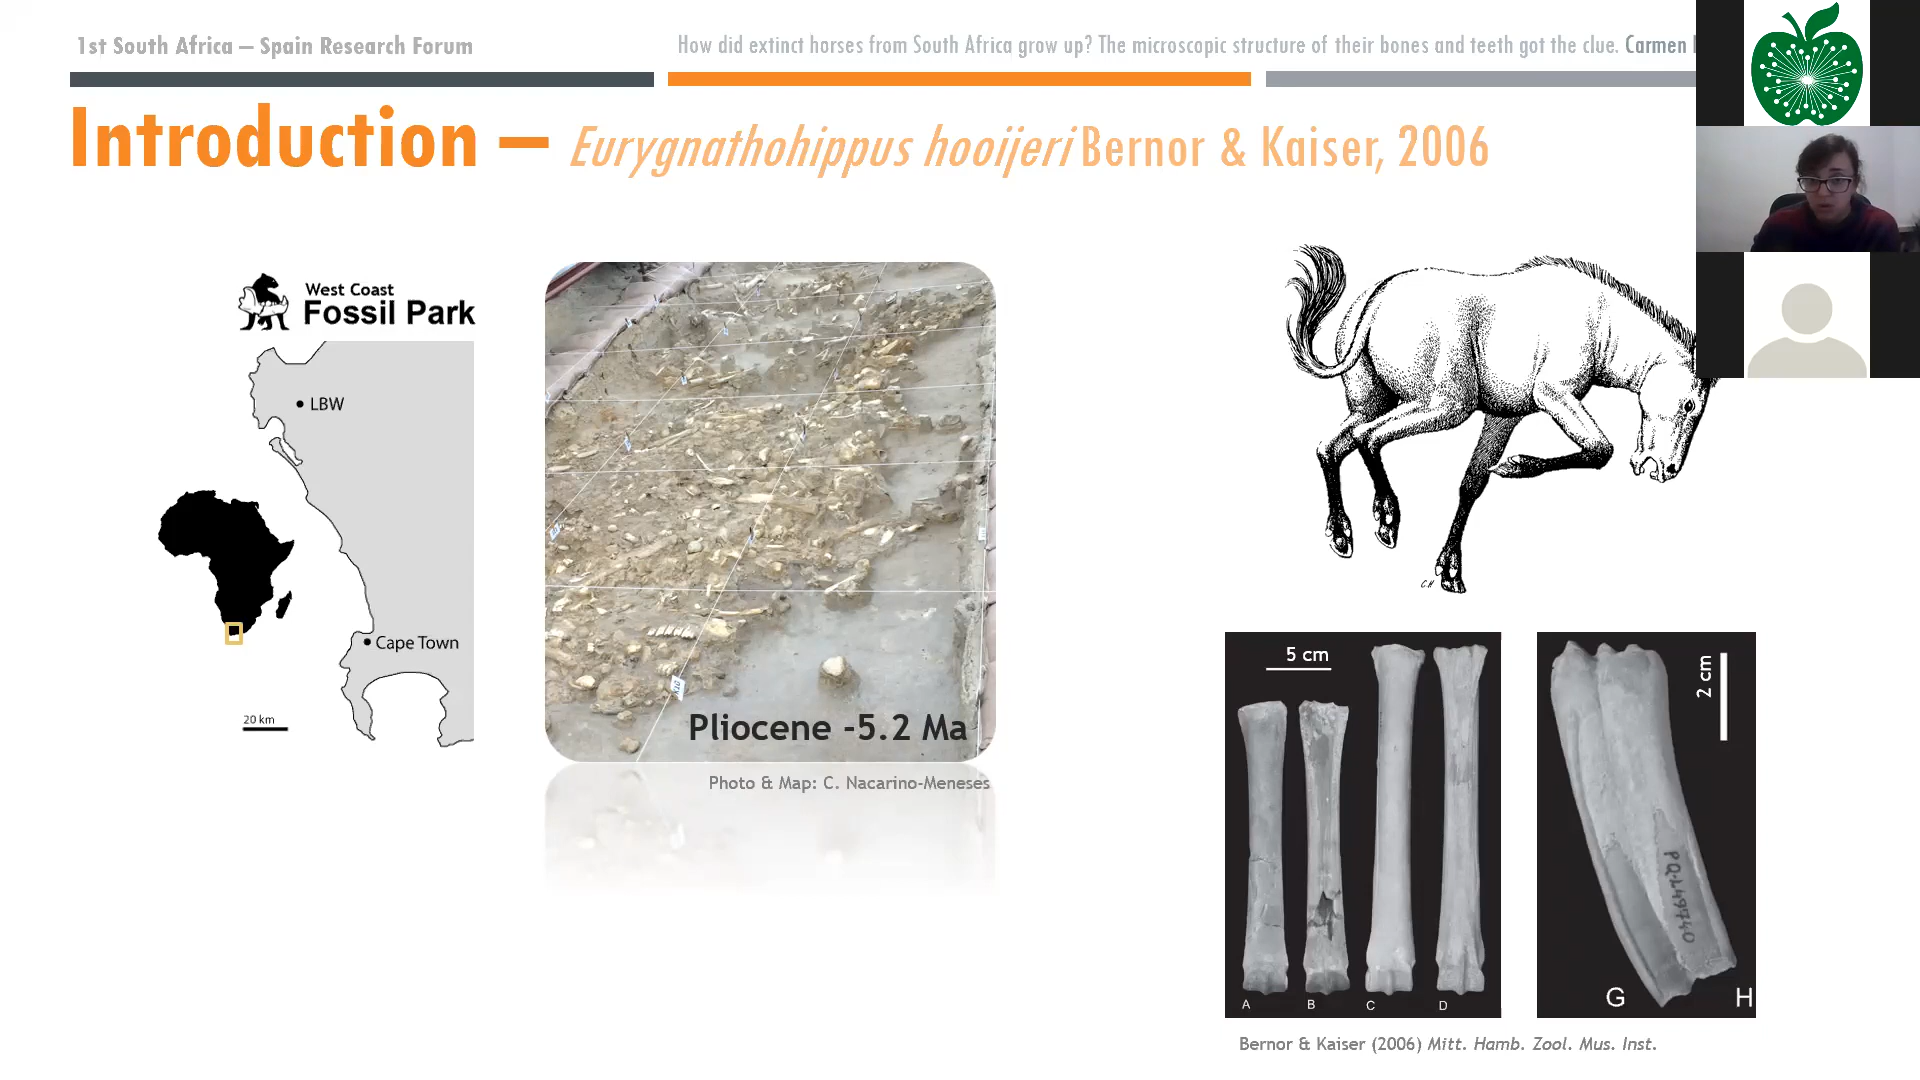 1st South Africa – Spain Research Forum
How did extinct horses from South Africa grow up? The microscopic structure of their bones and teeth got the clue. Carmen
Introduction – Eurygnathohippus hooijeri Bernor & Kaiser, 2006
West Coast
Fossil Park
LBW
Cape Town
20 km
Pliocene -5.2 Ma
Photo & Map: C. Nacarino-Meneses
C.H
5 cm
A B C D
2 cm
PQ-L49740
G H
Bernor & Kaiser (2006) Mitt. Hamb. Zool. Mus. Inst.